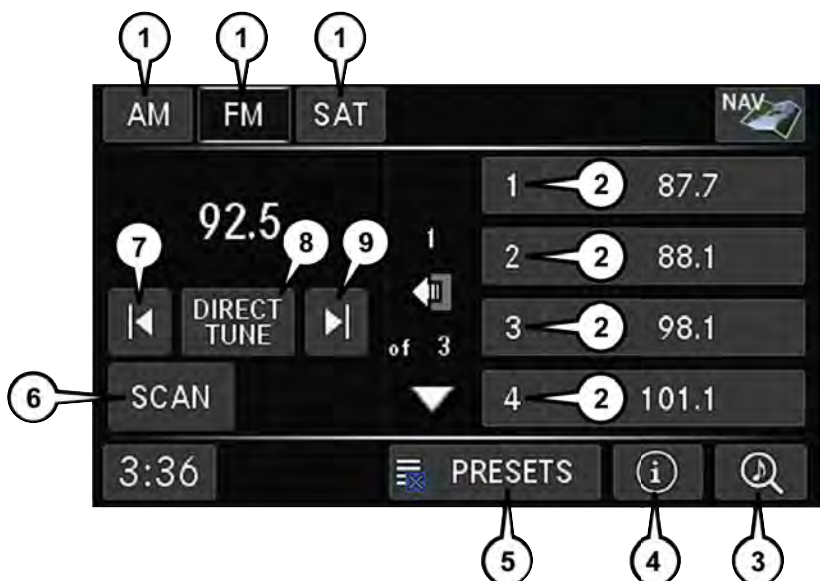 1 1 1
AM FM SAT NAV
1 2 87.7
92.5
7 8 9 1
2 2 88.1
DIRECT
TUNE
3 2 98.1
of 3
6 SCAN
4 2 101.1
3:36 PRESETS i
5 4 3